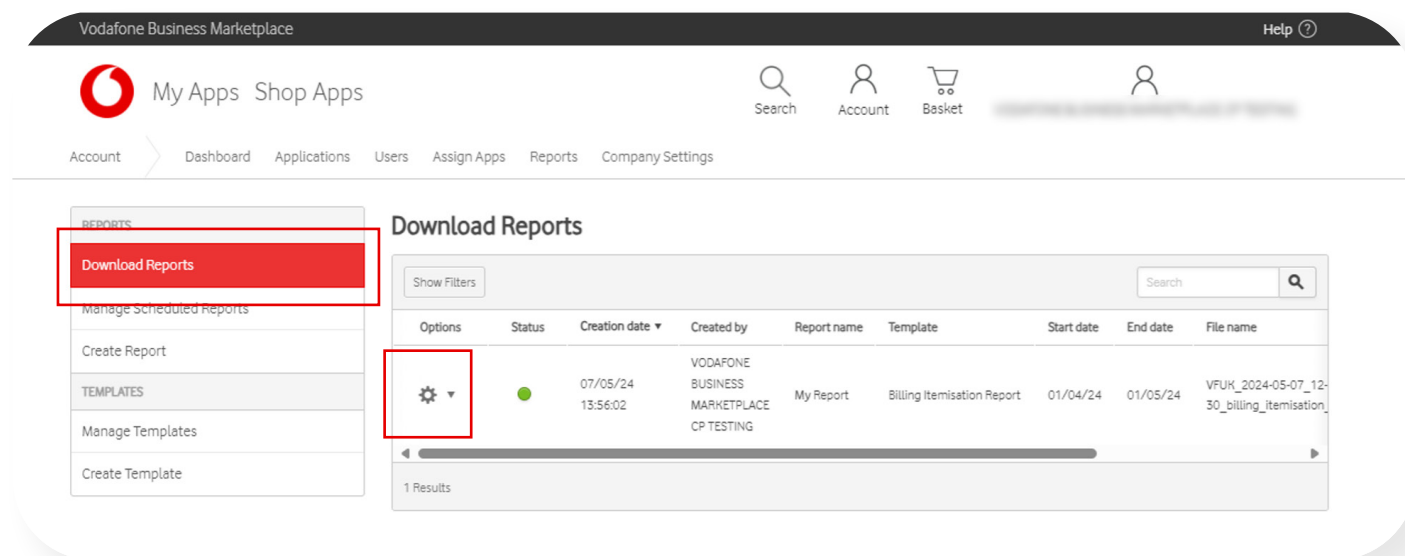 Vodafone Business Marketplace
Help ?
My Apps Shop Apps
Search
Account
Basket
Account
Dashboard
Applications
Users
Assign Apps
Reports
Company Settings
REPORTS
Download Reports
Manage Scheduled Reports
Create Report
TEMPLATES
Manage Templates
Create Template
Download Reports
Show Filters
Search
Options
Status
Creation date
Created by
Report name
Template
Start date
End date
File name
07/05/24
13:56:02
VODAFONE
BUSINESS
MARKETPLACE
CP TESTING
My Report
Billing Itemisation Report
01/04/24
01/05/24
VFUK_2024-05-07_12-
30_billing_itemisation_
1 Results